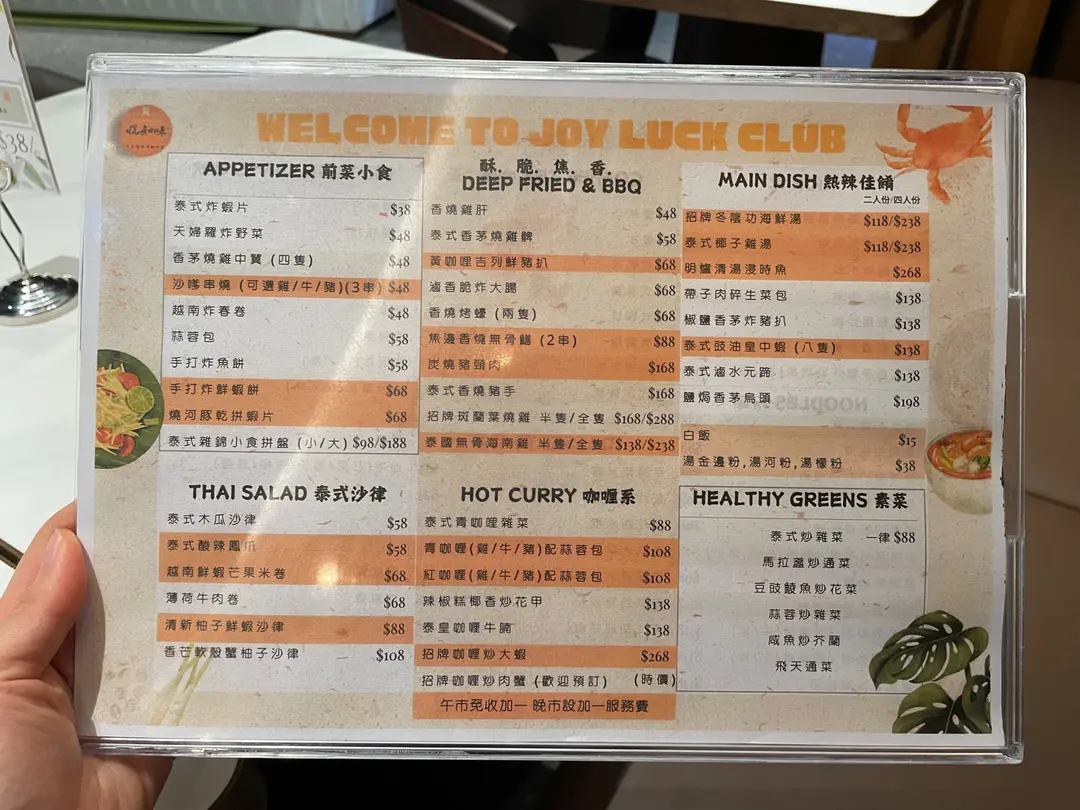 WELCOME TO JOY LUCK CLUB
APPETIZER 前菜小食
泰式炸蝦片 $38
天婦羅炸野菜 $48
香茅燒雞中翼 (四隻) $48
沙嗲串燒 (可選雞/牛/豬)(3串) $48
越南炸春卷 $48
蒜蓉包 $58
手打炸魚餅 $58
手打炸鮮蝦餅 $68
燒河豚乾拼蝦片 $68
泰式雜錦小食拼盤 (小/大) $98/$188
酥. 脆. 焦. 香.
DEEP FRIED & BBQ
香燒雞肝 $48
泰式香茅燒雞髀 $58
黃咖喱吉列鮮豬扒 $68
滷香脆炸大腸 $68
香燒烤蠔 (兩隻) $68
焦邊香燒無骨鱔 (2串) $88
炭燒豬頸肉 $168
泰式香燒豬手 $168
招牌斑蘭葉燒雞 半隻/全隻 $168/$288
泰國無骨海南雞 半隻/全隻 $138/$238
MAIN DISH 熱辣佳餚
二人份/四人份
招牌冬陰功海鮮湯 $118/$238
泰式椰子雞湯 $118/$238
明爐清湯浸時魚 $268
帶子肉碎生菜包 $138
椒鹽香茅炸豬扒 $138
泰式豉油皇中蝦 (八隻) $138
泰式滷水元蹄 $138
鹽焗香茅烏頭 $198
白飯 $15
湯金邊粉,湯河粉,湯檬粉 $38
THAI SALAD 泰式沙律
泰式木瓜沙律 $58
泰式酸辣鳳爪 $58
越南鮮蝦芒果米卷 $68
薄荷牛肉卷 $68
清新柚子鮮蝦沙律 $88
香芒軟殼蟹柚子沙律 $108
HOT CURRY 咖喱系
泰式青咖喱雜菜 $88
青咖喱(雞/牛/豬)配蒜蓉包 $108
紅咖喱(雞/牛/豬)配蒜蓉包 $108
辣椒糕椰香炒花甲 $138
泰皇咖喱牛腩 $138
招牌咖喱炒大蝦 $268
招牌咖喱炒肉蟹 (歡迎預訂) (時價)
午市免收加一 晚市設加一服務費
HEALTHY GREENS 素菜
泰式炒雜菜 一律 $88
馬拉盞炒通菜
豆豉鯪魚炒花菜
蒜蓉炒雜菜
咸魚炒芥蘭
飛天通菜
$38/